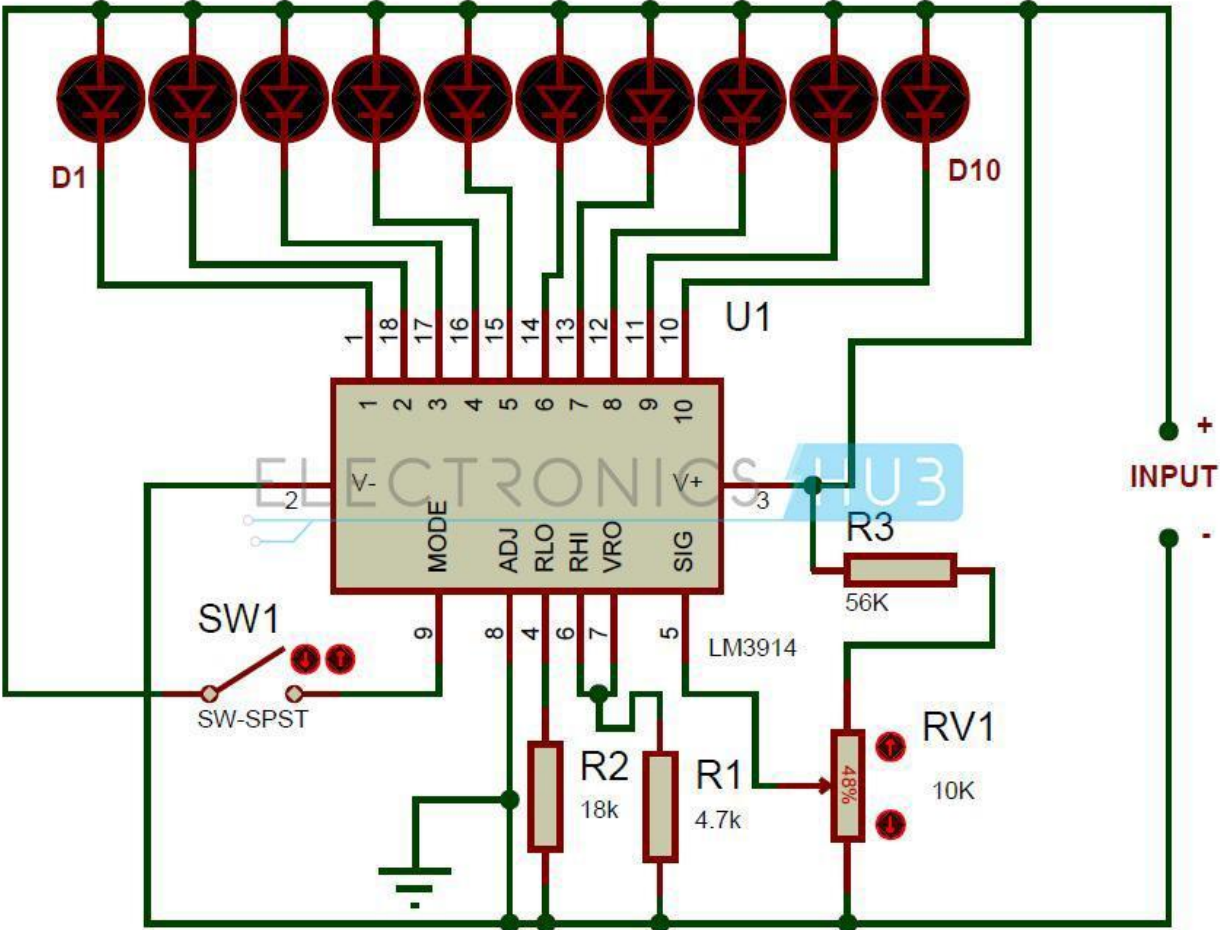 D1
D10
U1
1 18 17 16 15 14 13 12 11 10
1 2 3 4 5 6 7 8 9 10
+
INPUT
-
2 V- V+ 3
ELECTRONICS HUB
MODE ADJ RLO RHI VRO SIG
R3
56K
9 8 4 6 7 5
LM3914
SW1
SW-SPST
R2
18k
R1
4.7k
RV1
10K
48%